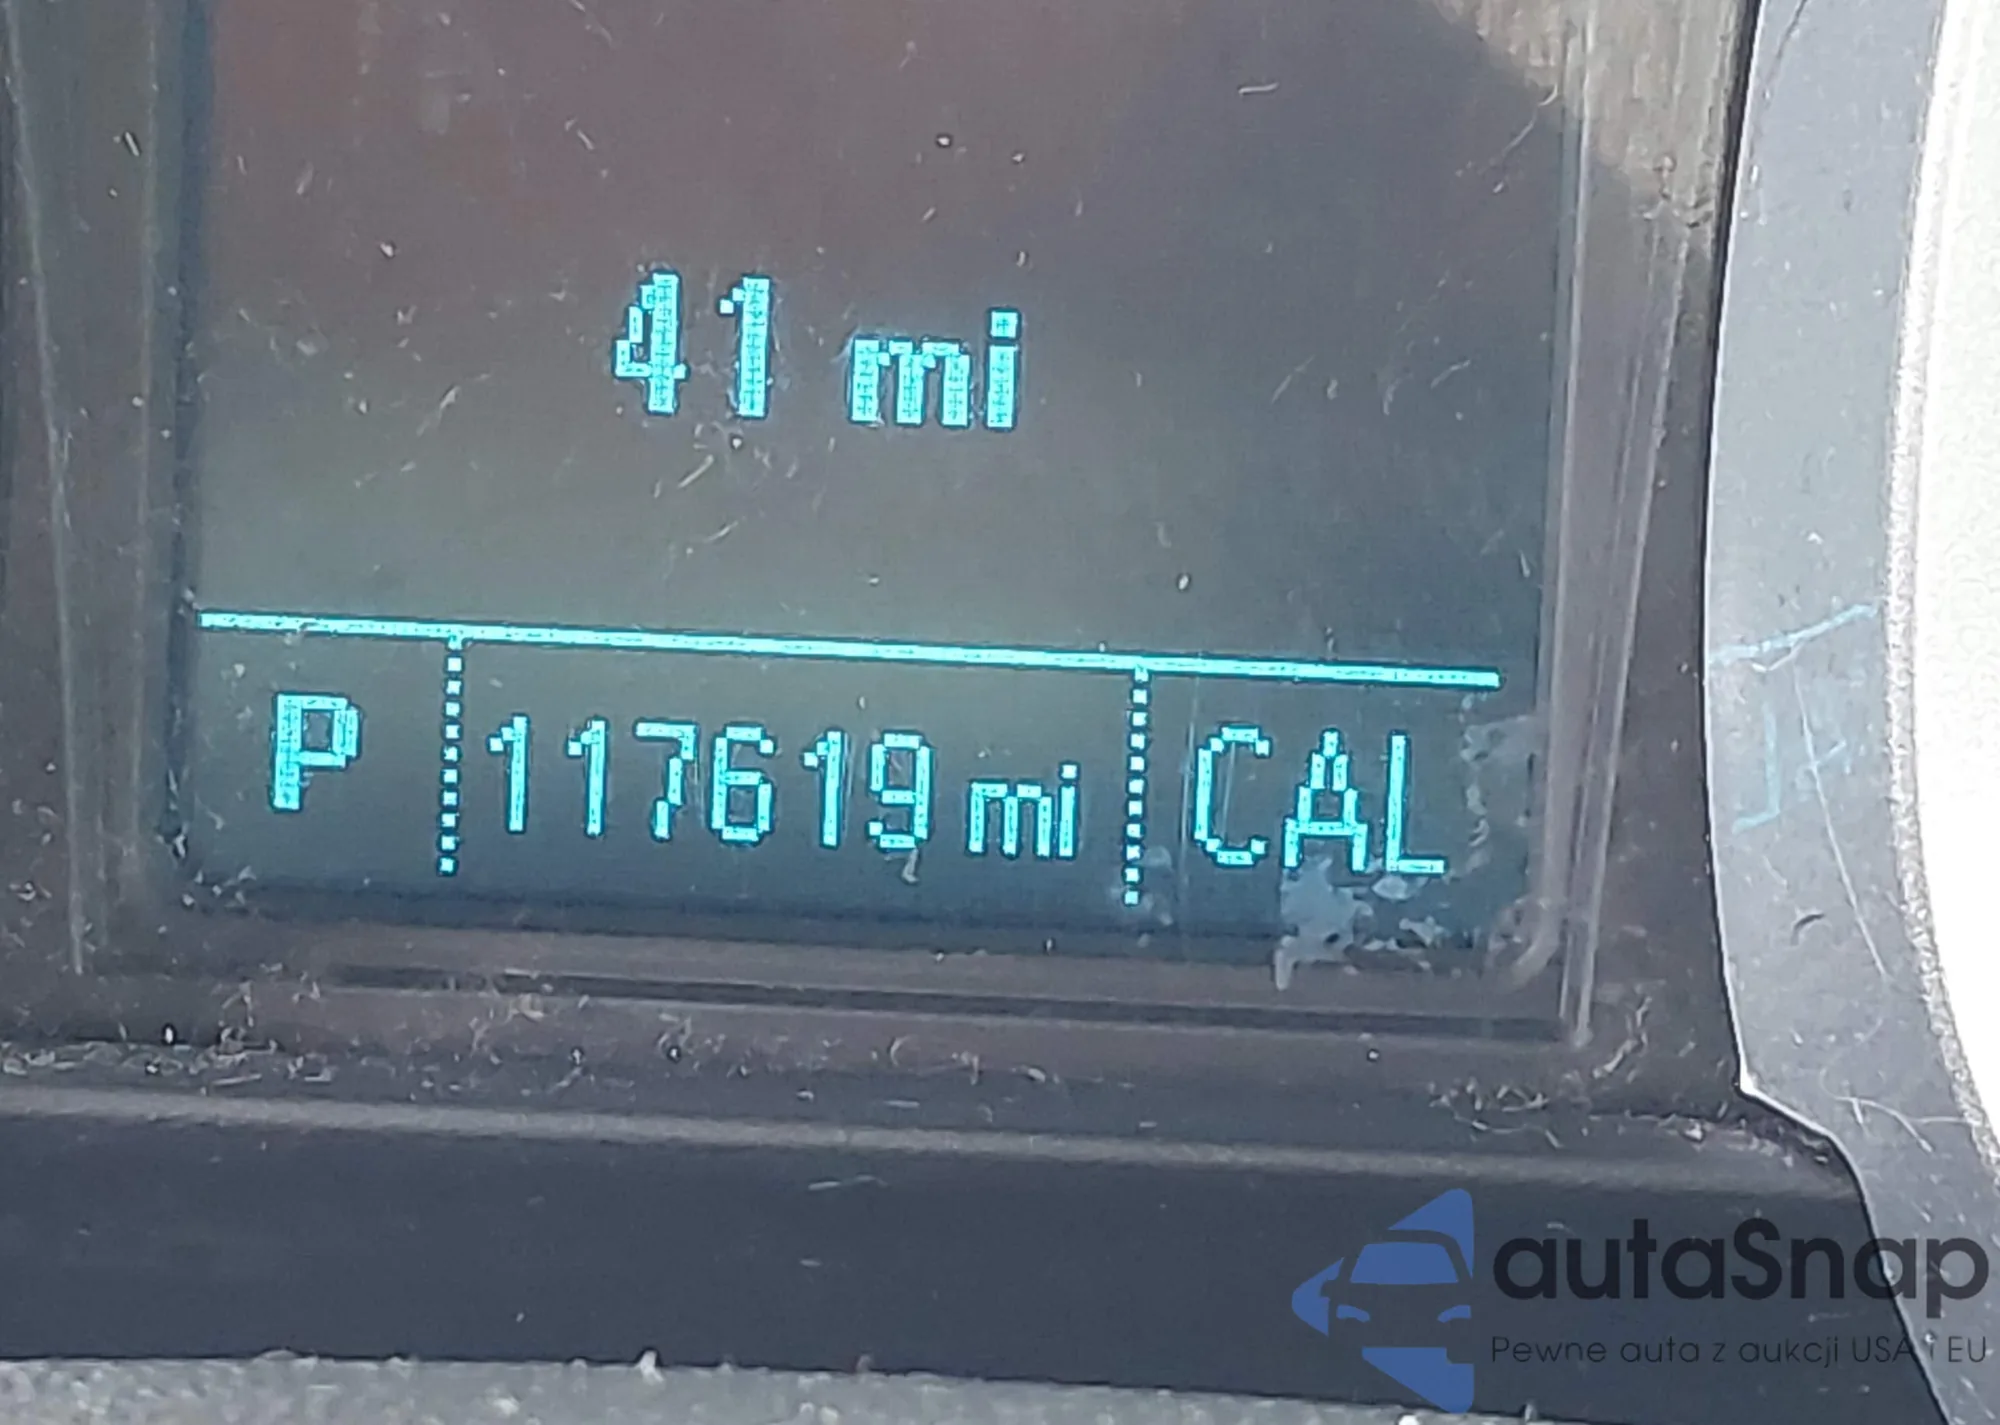 41 mi
P 117619 mi CAL
autaSnap
Pewne auta z aukcji USA i EU